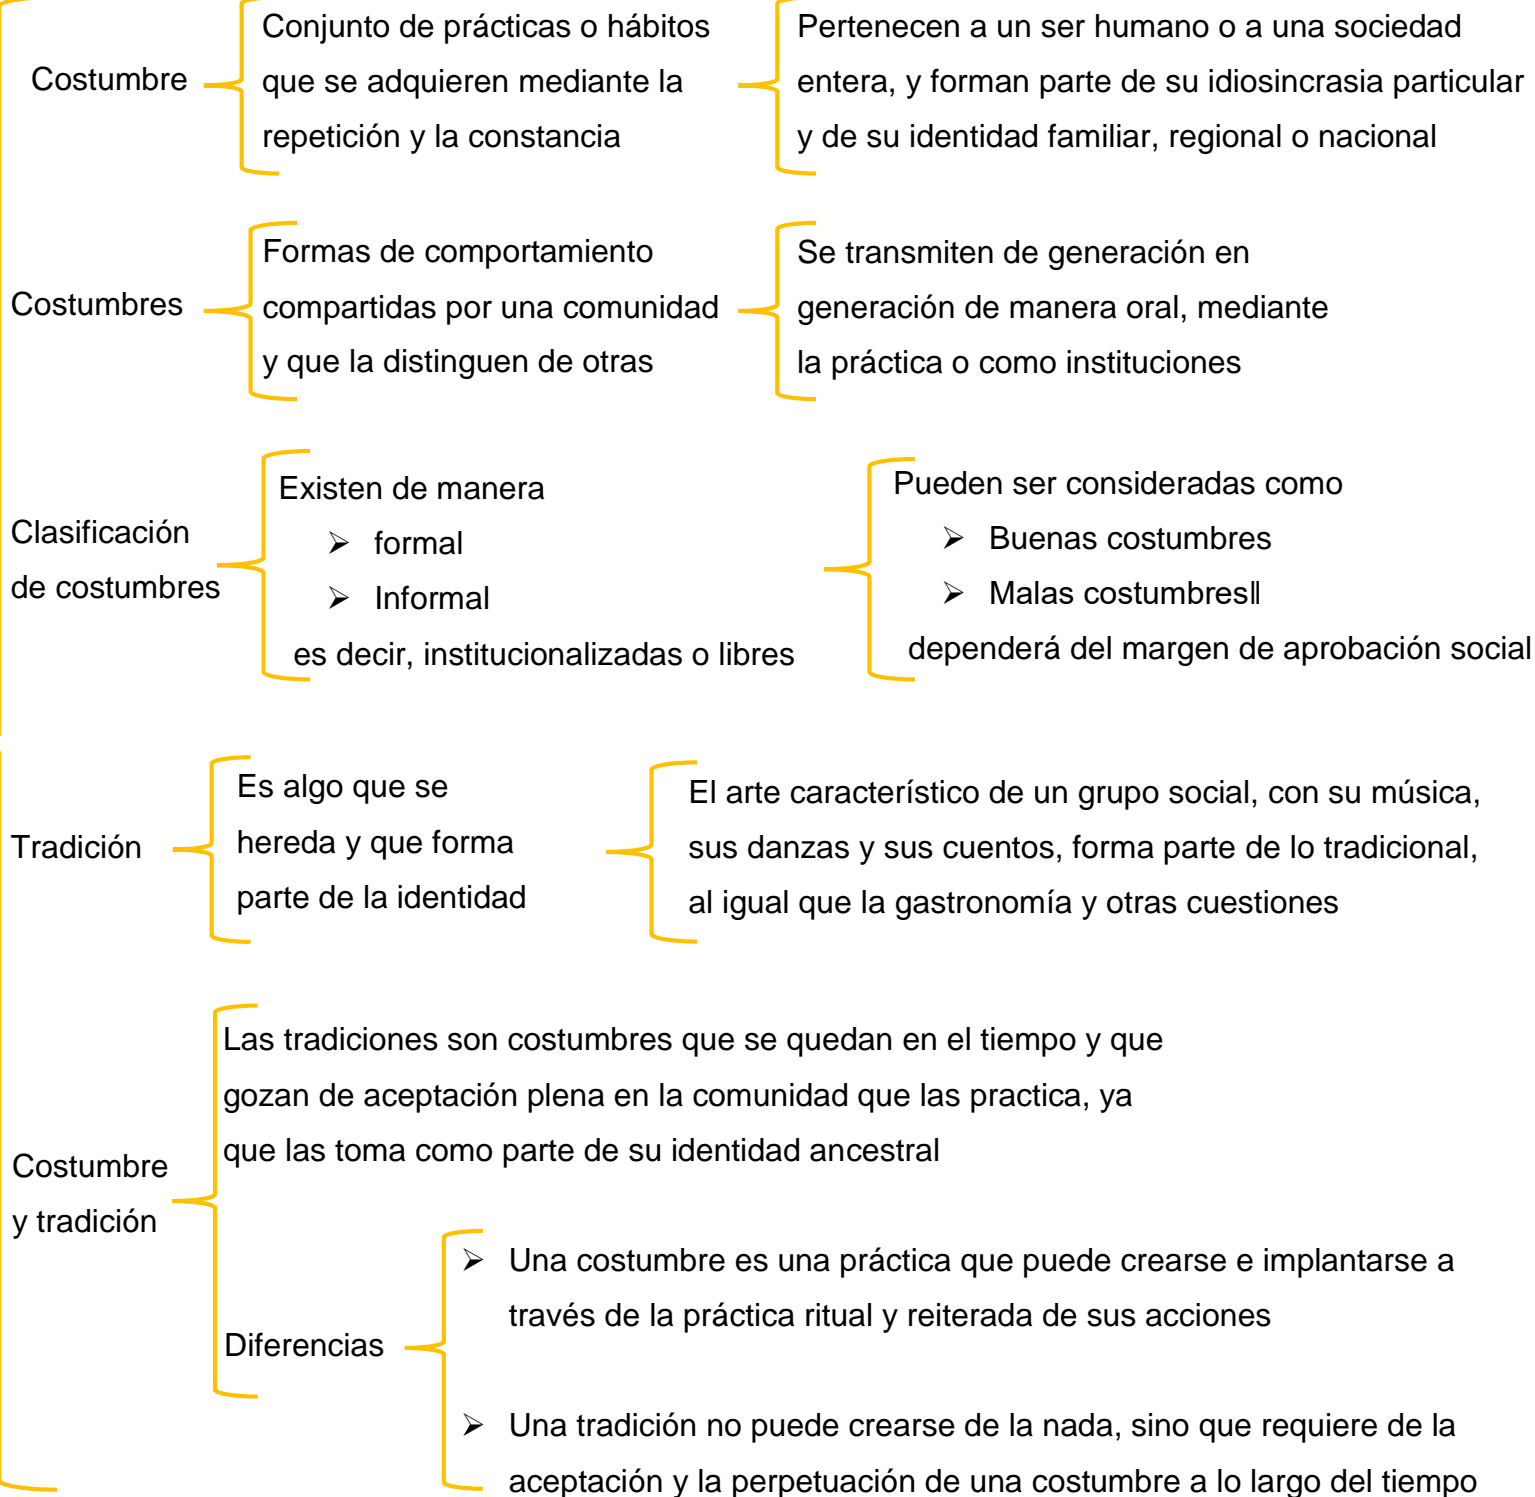 Costumbre
Conjunto de prácticas o hábitos
que se adquieren mediante la
repetición y la constancia
Pertenecen a un ser humano o a una sociedad
entera, y forman parte de su idiosincrasia particular
y de su identidad familiar, regional o nacional
Costumbres
Formas de comportamiento
compartidas por una comunidad
y que la distinguen de otras
Se transmiten de generación en
generación de manera oral, mediante
la práctica o como instituciones
Clasificación
de costumbres
Existen de manera
➢ formal
➢ Informal
es decir, institucionalizadas o libres
Pueden ser consideradas como
➢ Buenas costumbres
➢ Malas costumbres‖
dependerá del margen de aprobación social
Tradición
Es algo que se
hereda y que forma
parte de la identidad
El arte característico de un grupo social, con su música,
sus danzas y sus cuentos, forma parte de lo tradicional,
al igual que la gastronomía y otras cuestiones
Costumbre
y tradición
Las tradiciones son costumbres que se quedan en el tiempo y que
gozan de aceptación plena en la comunidad que las practica, ya
que las toma como parte de su identidad ancestral
Diferencias
➢ Una costumbre es una práctica que puede crearse e implantarse a
través de la práctica ritual y reiterada de sus acciones
➢ Una tradición no puede crearse de la nada, sino que requiere de la
aceptación y la perpetuación de una costumbre a lo largo del tiempo